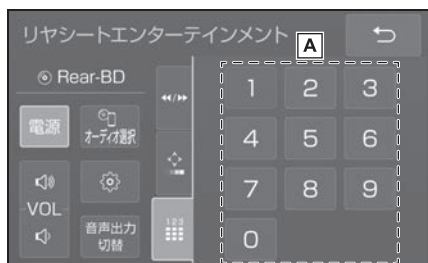 リヤシートエンターテインメント
A
Rear-BD
電源
オーディオ選択
VOL
音声出力
切替
123
1 2 3
4 5 6
7 8 9
0